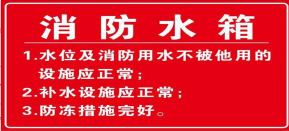 消防水箱
1.水位及消防用水不被他用的
设施应正常；
2.补水设施应正常；
3.防冻措施完好。